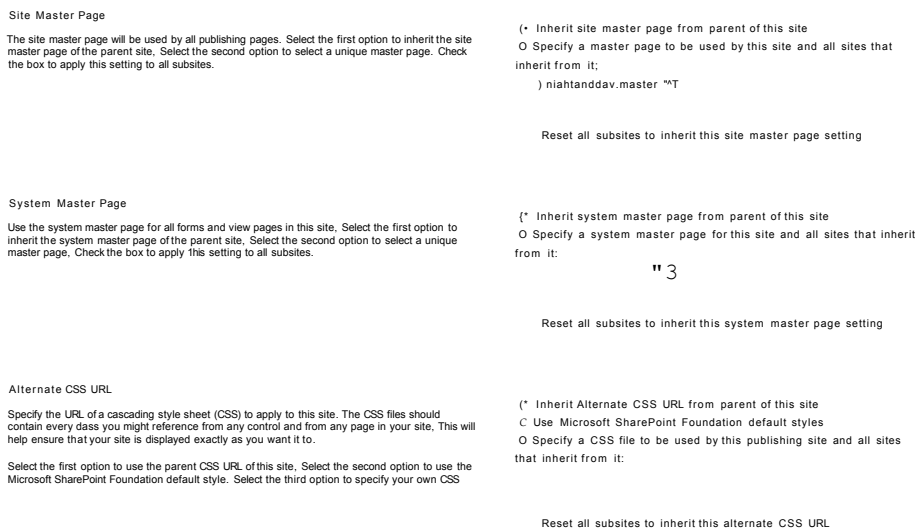 Site Master Page
The site master page will be used by all publishing pages. Select the first option to inherit the site
master page of the parent site, Select the second option to select a unique master page. Check
the box to apply this setting to all subsites.
(• Inherit site master page from parent of this site
O Specify a master page to be used by this site and all sites that
inherit from it;
) niahtanddav.master "^T
Reset all subsites to inherit this site master page setting
System Master Page
Use the system master page for all forms and view pages in this site, Select the first option to
inherit the system master page of the parent site, Select the second option to select a unique
master page, Check the box to apply 1his setting to all subsites.
{* Inherit system master page from parent of this site
O Specify a system master page for this site and all sites that inherit
from it:
"3
Reset all subsites to inherit this system master page setting
Alternate CSS URL
Specify the URL of a cascading style sheet (CSS) to apply to this site. The CSS files should
contain every dass you might reference from any control and from any page in your site, This will
help ensure that your site is displayed exactly as you want it to.
Select the first option to use the parent CSS URL of this site, Select the second option to use the
Microsoft SharePoint Foundation default style. Select the third option to specify your own CSS
(* Inherit Alternate CSS URL from parent of this site
C Use Microsoft SharePoint Foundation default styles
O Specify a CSS file to be used by this publishing site and all sites
that inherit from it:
Reset all subsites to inherit this alternate CSS URL